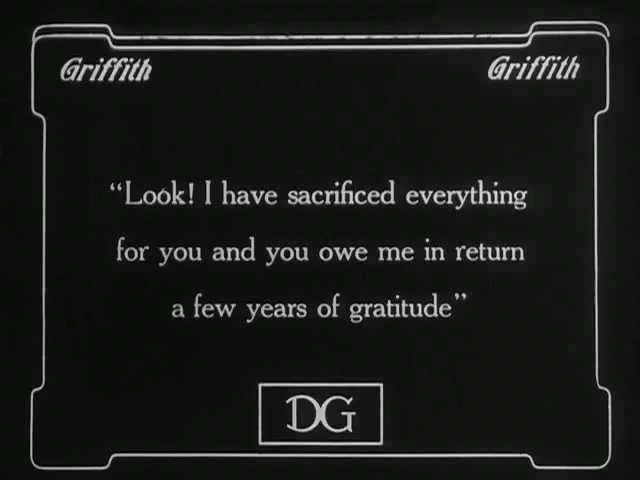 Griffith Griffith
“Look! I have sacrificed everything
for you and you owe me in return
a few years of gratitude”
DG